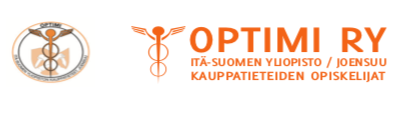 OPTIMI RY
ITÄ-SUOMEN YLIOPISTO / JOENSUU
KAUPPATIETEIDEN OPISKELIJAT